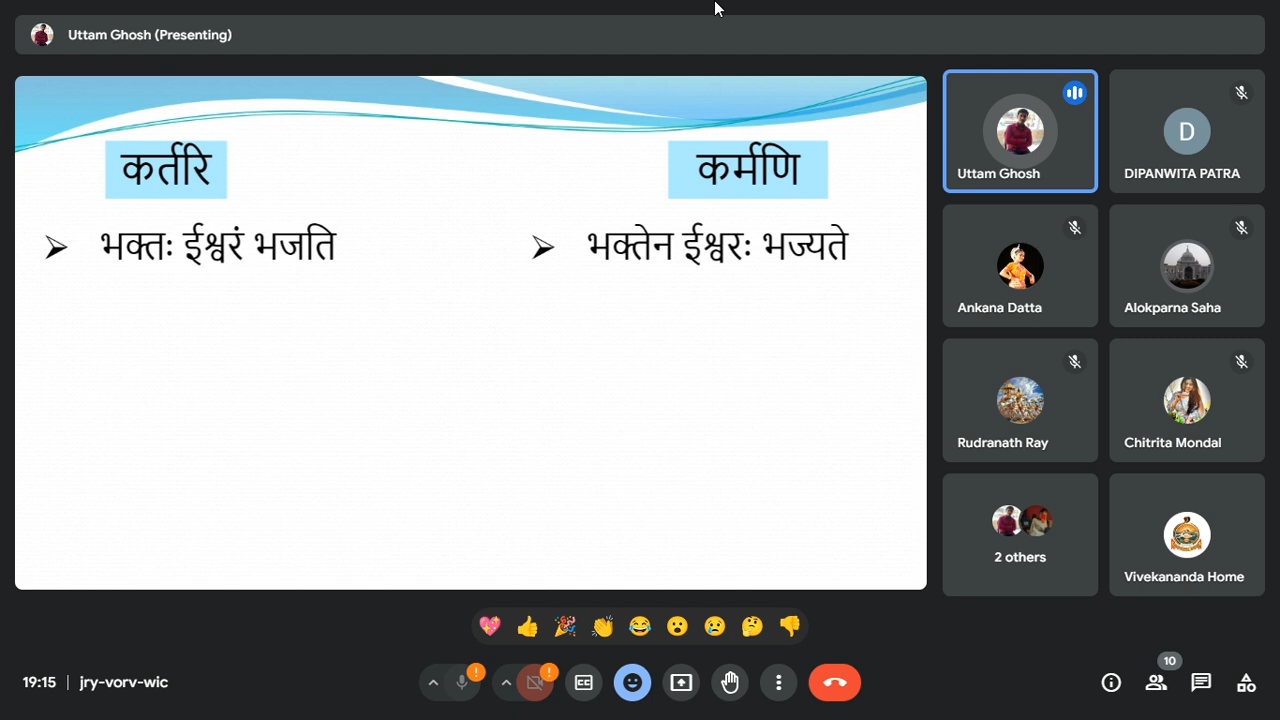 Uttam Ghosh (Presenting)
कर्तरि
कर्मणि
➢ भक्तः ईश्वरं भजति
➢ भक्तेन ईश्वरः भज्यते
Uttam Ghosh
D
DIPANWITA PATRA
Ankana Datta
Alokparna Saha
Rudranath Ray
Chitrita Mondal
2 others
Vivekananda Home
19:15 | jry-vorv-wic
10